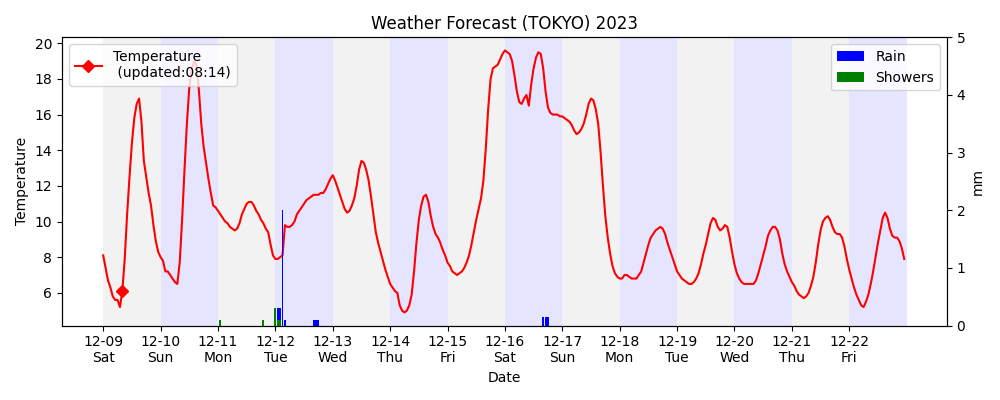 Weather Forecast (TOKYO) 2023
Temperature
(updated:08:14)
Rain
Showers
Temperature
20
18
16
14
12
10
8
6
mm
5
4
3
2
1
0
12-09 12-10 12-11 12-12 12-13 12-14 12-15 12-16 12-17 12-18 12-19 12-20 12-21 12-22
Sat Sun Mon Tue Wed Thu Fri Sat Sun Mon Tue Wed Thu Fri
Date